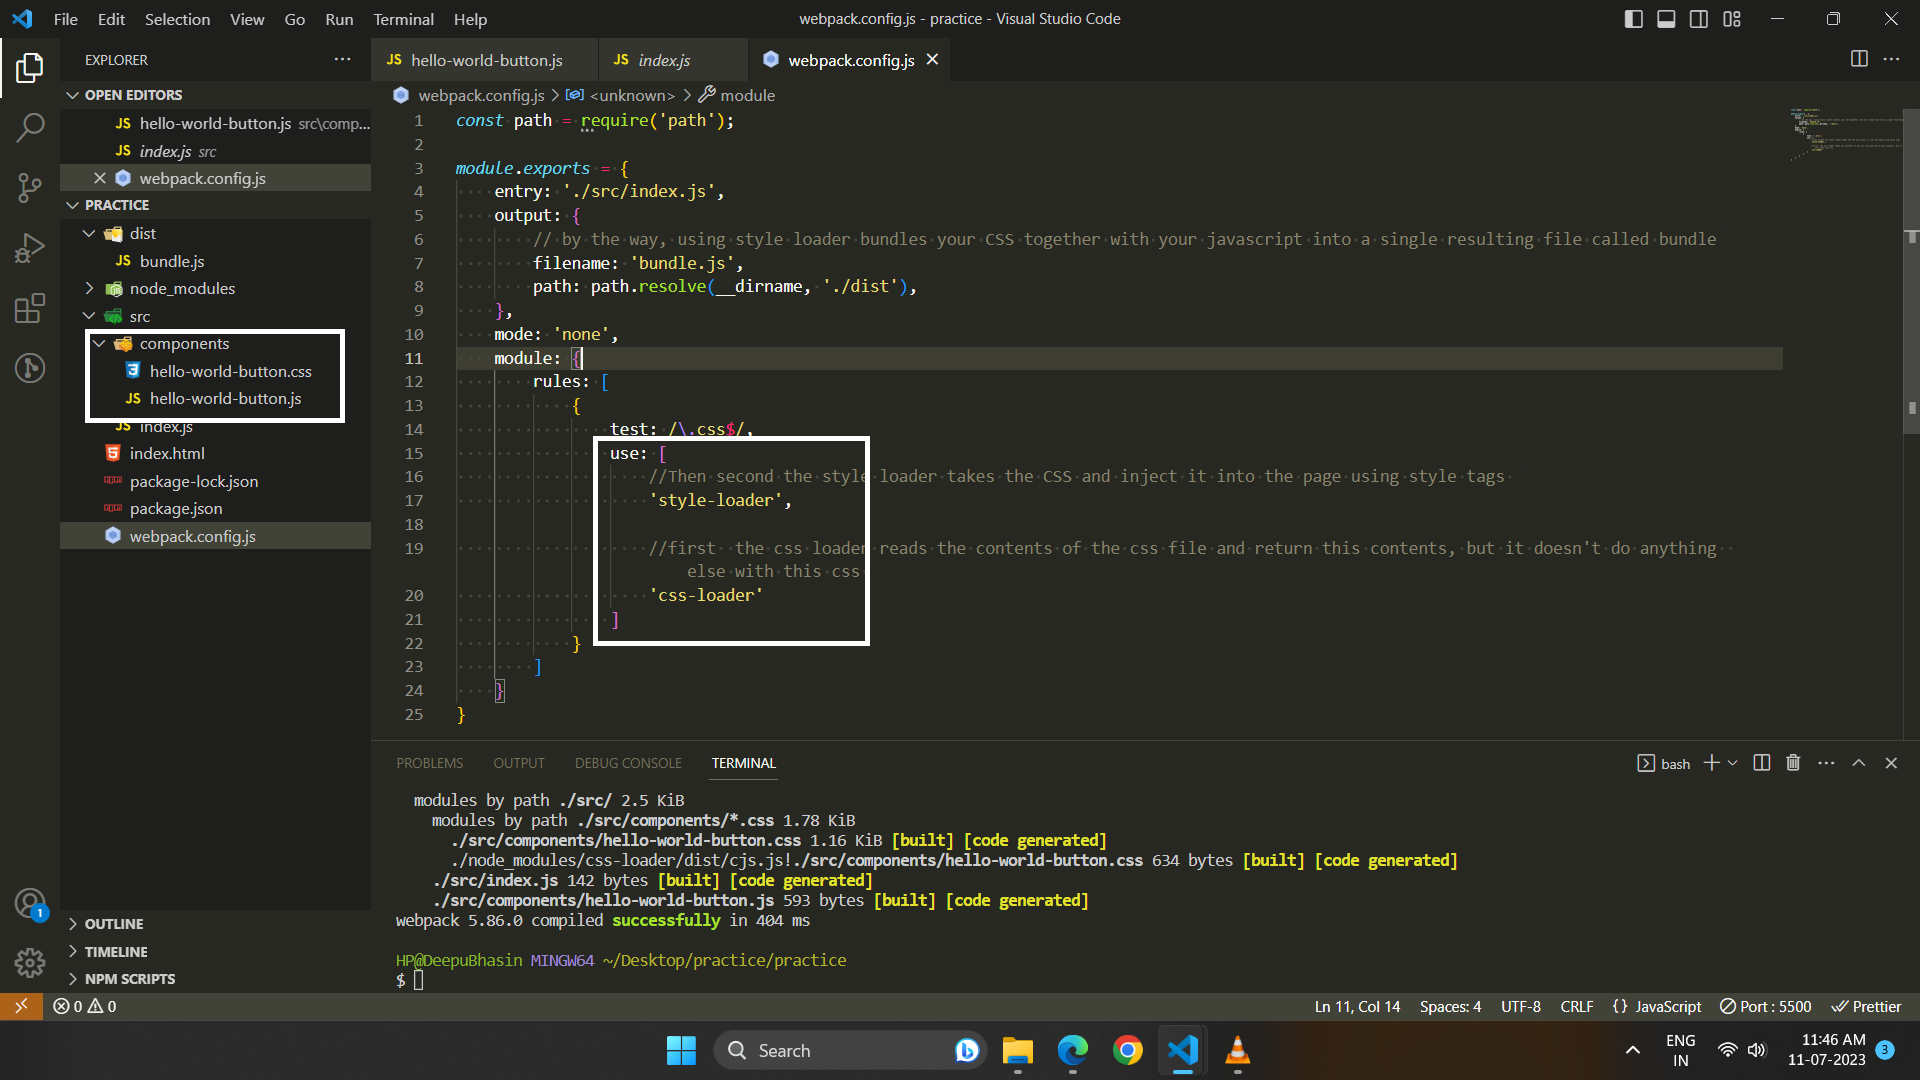 File Edit Selection View Go Run Terminal Help
webpack.config.js - practice - Visual Studio Code
EXPLORER
OPEN EDITORS
JS hello-world-button.js src\comp...
JS index.js src
webpack.config.js
PRACTICE
dist
JS bundle.js
node_modules
src
components
hello-world-button.css
JS hello-world-button.js
JS index.js
index.html
package-lock.json
package.json
webpack.config.js
OUTLINE
TIMELINE
NPM SCRIPTS
JS hello-world-button.js
JS index.js
webpack.config.js
webpack.config.js > <unknown> > module
1 const path = require('path');
2
3 module.exports = {
4 entry: './src/index.js',
5 output: {
6 // by the way, using style loader bundles your CSS together with your javascript into a single resulting file called bundle
7 filename: 'bundle.js',
8 path: path.resolve(__dirname, './dist'),
9 },
10 mode: 'none',
11 module: {
12 rules: [
13 {
14 test: /\.css$/,
15 use: [
16 //Then second the style loader takes the CSS and inject it into the page using style tags
17 'style-loader',
18
19 //first  the css loader reads the contents of the css file and return this contents, but it doesn't do anything
else with this css
20 'css-loader'
21 ]
22 }
23 ]
24 }
25 }
PROBLEMS OUTPUT DEBUG CONSOLE TERMINAL
bash
modules by path ./src/ 2.5 KiB
modules by path ./src/components/*.css 1.78 KiB
./src/components/hello-world-button.css 1.16 KiB [built] [code generated]
./node_modules/css-loader/dist/cjs.js!./src/components/hello-world-button.css 634 bytes [built] [code generated]
./src/index.js 142 bytes [built] [code generated]
./src/components/hello-world-button.js 593 bytes [built] [code generated]
webpack 5.86.0 compiled successfully in 404 ms
HP@DeepuBhasin MINGW64 ~/Desktop/practice/practice
$
1
0 0
Ln 11, Col 14 Spaces: 4 UTF-8 CRLF {} JavaScript Port : 5500 Prettier
Search
ENG
IN
11:46 AM
11-07-2023
3